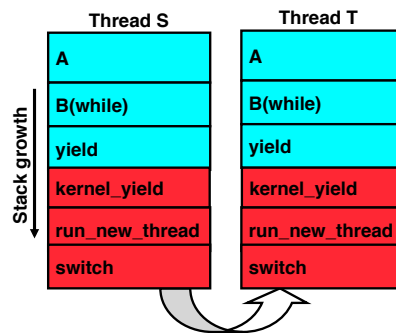 Thread S
A
B(while)
yield
kernel_yield
run_new_thread
switch
Thread T
A
B(while)
yield
kernel_yield
run_new_thread
switch
Stack growth